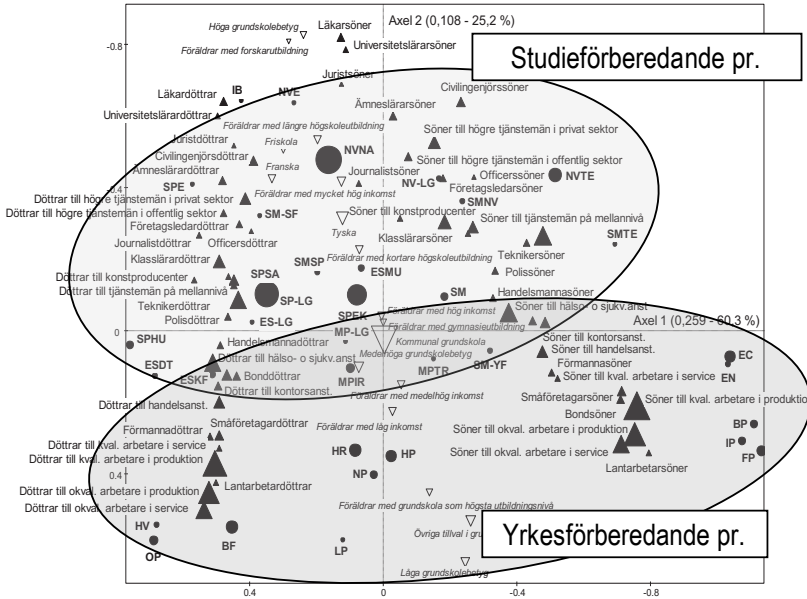 Höga grundskolebetyg
Läkarsöner
Axel 2 (0,108 - 25,2 %)
-0.8
Föräldrar med forskarutbildning
Universitetslärarsöner
Studieförberedande pr.
Juristsöner
Läkardöttrar
IB
NVE
Civilingenjörssöner
Universitetslärardöttrar
Ämneslärarsöner
Föräldrar med längre högskoleutbildning
Söner till högre tjänstemän i privat sektor
Juristdöttrar
Friskola
NVNA
Civilingenjörsdöttrar
Franska
Journalistsöner
Söner till högre tjänstemän i offentlig sektor
Ämneslärardöttrar
NV-LG
Officerssöner
NVTE
SPE
-0.4
Föräldrar med mycket hög inkomst
Företagsledarsöner
Döttrar till högre tjänstemän i privat sektor
SMNV
Döttrar till högre tjänstemän i offentlig sektor
SM-SF
Söner till konstproducenter
Söner till tjänstemän på mellannivå
Företagsledardöttrar
Tyska
Klasslärarsöner
SMTE
Journalistdöttrar
Officersdöttrar
Teknikersöner
Klasslärardöttrar
SMSP
Föräldrar med kortare högskoleutbildning
Polissöner
Döttrar till konstproducenter
SPSA
ESMU
Döttrar till tjänstemän på mellannivå
SM
Handelsmannasöner
Teknikerdöttrar
SP-LG
SPEK
Föräldrar med hög inkomst
Söner till hälso- o sjukv.anst
Polisdöttrar
ES-LG
Föräldrar med gymnasieutbildning
Axel 1 (0,259 - 60,3 %)
0
SPHU
Handelsmannadöttrar
MP-LG
Kommunal grundskola
Söner till kontorsanst.
Döttrar till hälso- o sjukv.anst
Medelhöga grundskolebetyg
Söner till handelsanst.
EC
ESDT
ESKF
Bonddöttrar
MPIR
MPTR
SM-YF
Förmannasöner
EN
Döttrar till kontorsanst.
Föräldrar med medelhög inkomst
Söner till kval. arbetare i service
Döttrar till handelsanst.
Småföretagarsöner
Söner till kval. arbetare i produktion
Småföretagardöttrar
Föräldrar med låg inkomst
Bondsöner
BP
Förmandöttrar
Söner till okval. arbetare i produktion
Döttrar till kval. arbetare i service
HR
HP
Söner till okval. arbetare i service
IP
FP
Döttrar till kval. arbetare i produktion
Lantarbetarsöner
0.4
NP
Lantarbetardöttrar
Döttrar till okval. arbetare i produktion
Föräldrar med grundskola som högsta utbildningsnivå
Döttrar till okval. arbetare i service
HV
Övriga tillval i gru
Yrkesförberedande pr.
OP
BF
LP
Låga grundskolebetyg
0.4
0
-0.4
-0.8